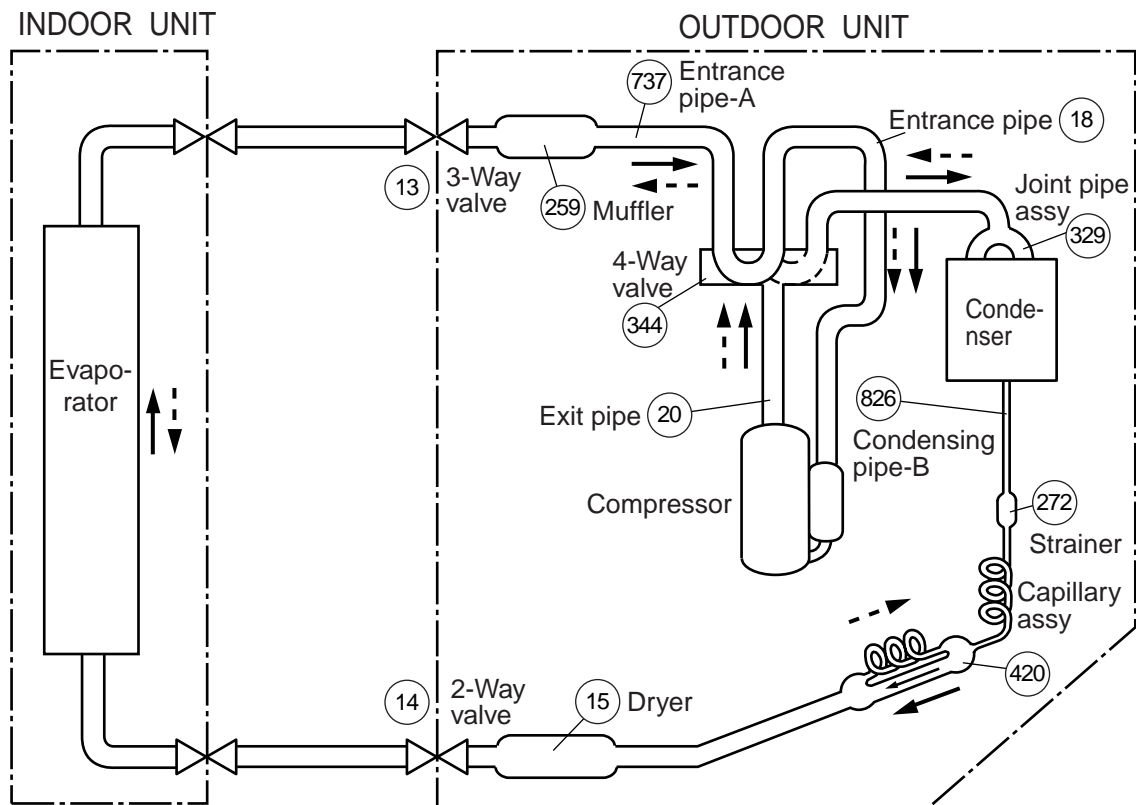 INDOOR UNIT
OUTDOOR UNIT
737
Entrance
pipe-A
Entrance pipe
18
13
3-Way
valve
259
Muffler
Joint pipe
assy
329
4-Way
valve
344
Conde-
nser
Evapo-
rator
Exit pipe
20
826
Condensing
pipe-B
Compressor
272
Strainer
Capillary
assy
420
14
2-Way
valve
15
Dryer